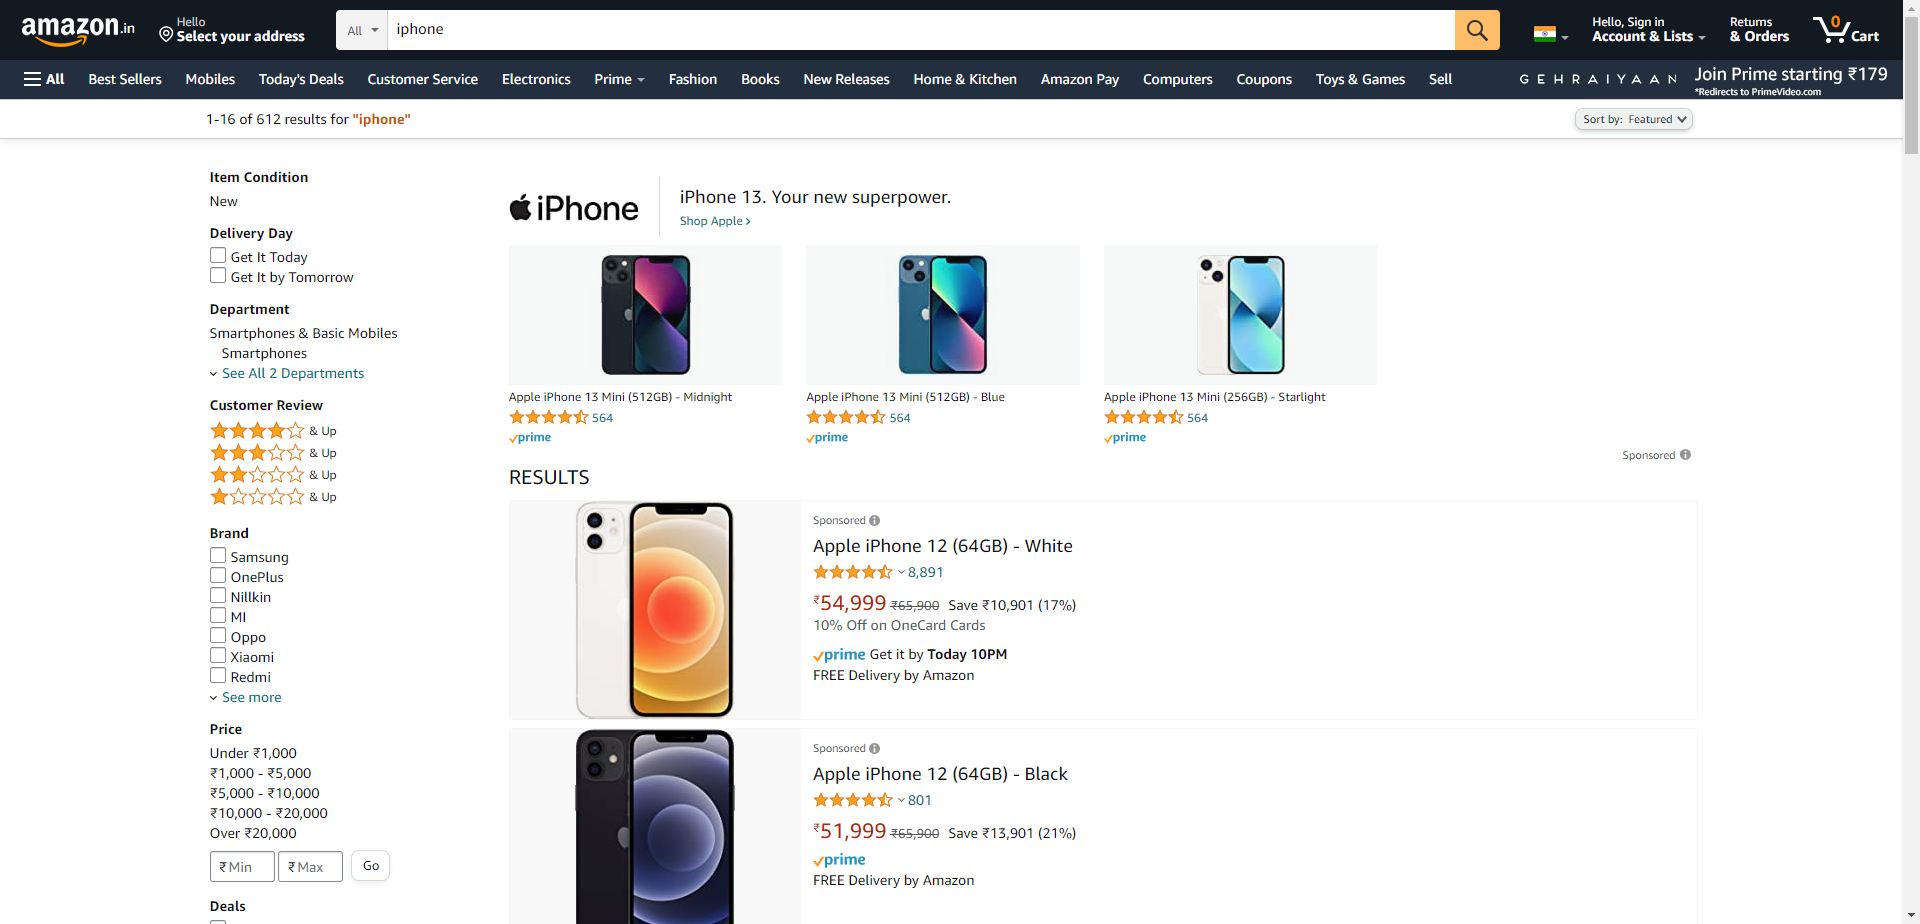 amazon.in
Hello
Select your address
All
iphone
Hello, Sign in
Account & Lists
Returns
& Orders
0
Cart
All
Best Sellers
Mobiles
Today's Deals
Customer Service
Electronics
Prime
Fashion
Books
New Releases
Home & Kitchen
Amazon Pay
Computers
Coupons
Toys & Games
Sell
GEHRAIYAAN
Join Prime starting ₹179
*Redirects to PrimeVideo.com
1-16 of 612 results for "iphone"
Sort by: Featured
Item Condition
New
Delivery Day
Get It Today
Get It by Tomorrow
Department
Smartphones & Basic Mobiles
Smartphones
See All 2 Departments
Customer Review
& Up
& Up
& Up
& Up
Brand
Samsung
OnePlus
Nillkin
MI
Oppo
Xiaomi
Redmi
See more
Price
Under ₹1,000
₹1,000 - ₹5,000
₹5,000 - ₹10,000
₹10,000 - ₹20,000
Over ₹20,000
₹ Min
₹ Max
Go
Deals
iPhone
iPhone 13. Your new superpower.
Shop Apple ›
Apple iPhone 13 Mini (512GB) - Midnight
564
prime
Apple iPhone 13 Mini (512GB) - Blue
564
prime
Apple iPhone 13 Mini (256GB) - Starlight
564
prime
Sponsored
RESULTS
Sponsored
Apple iPhone 12 (64GB) - White
8,891
₹54,999 ₹65,900 Save ₹10,901 (17%)
10% Off on OneCard Cards
prime Get it by Today 10PM
FREE Delivery by Amazon
Sponsored
Apple iPhone 12 (64GB) - Black
801
₹51,999 ₹65,900 Save ₹13,901 (21%)
prime
FREE Delivery by Amazon